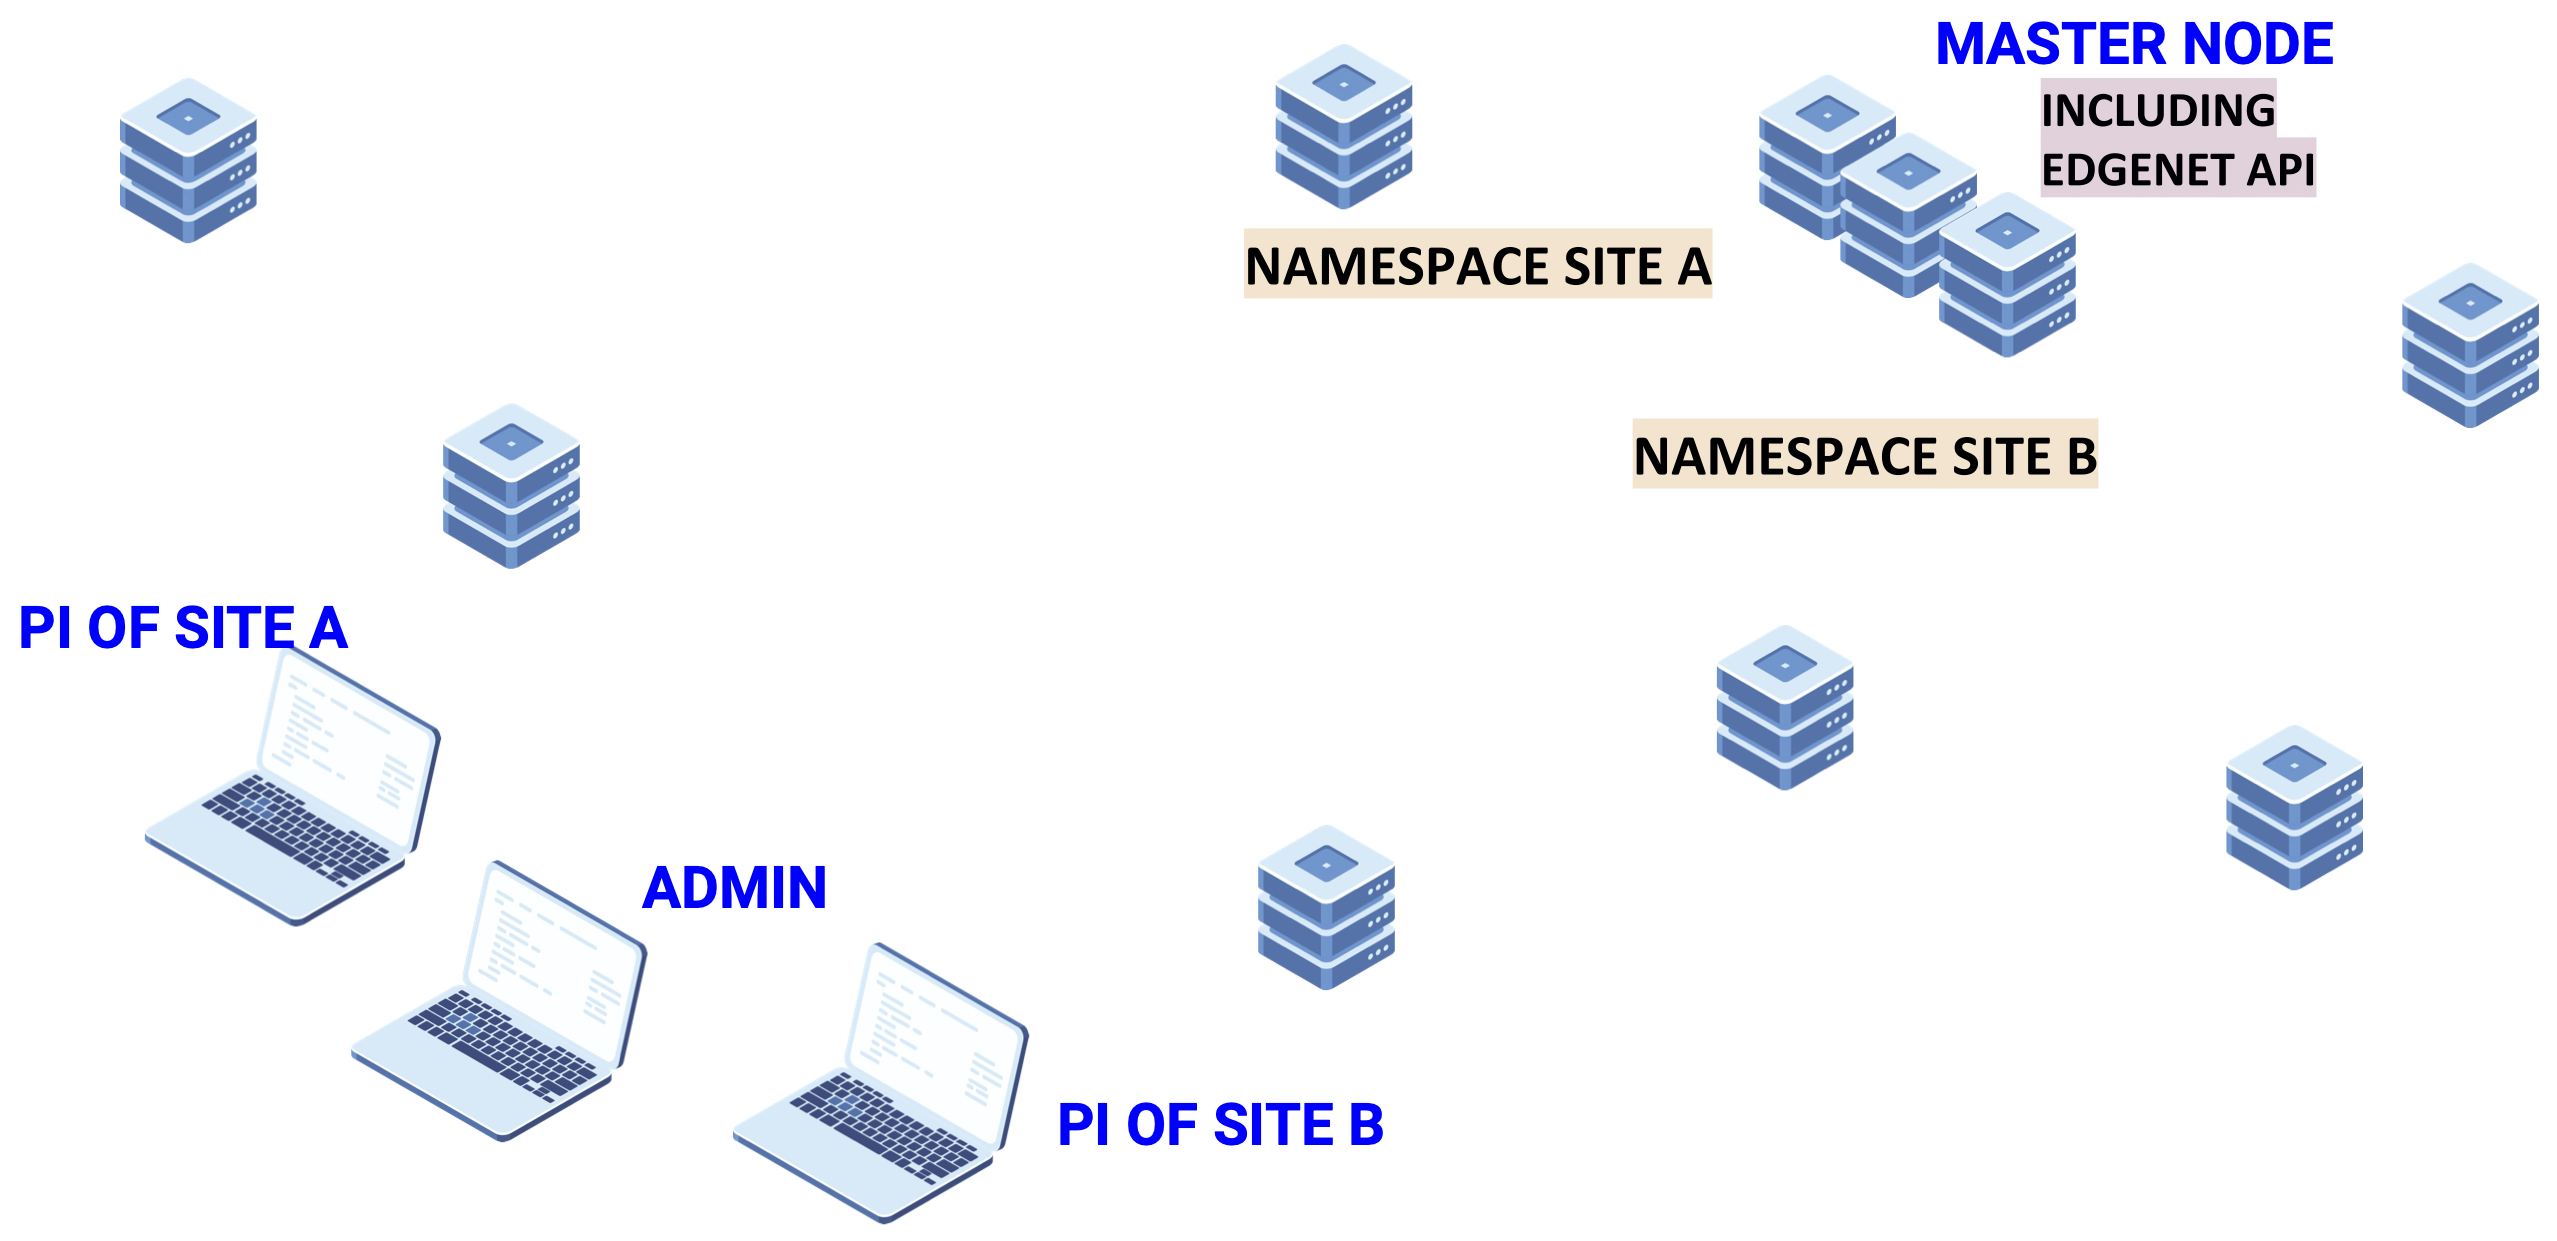 MASTER NODE
INCLUDING
EDGENET API
NAMESPACE SITE A
NAMESPACE SITE B
PI OF SITE A
ADMIN
PI OF SITE B